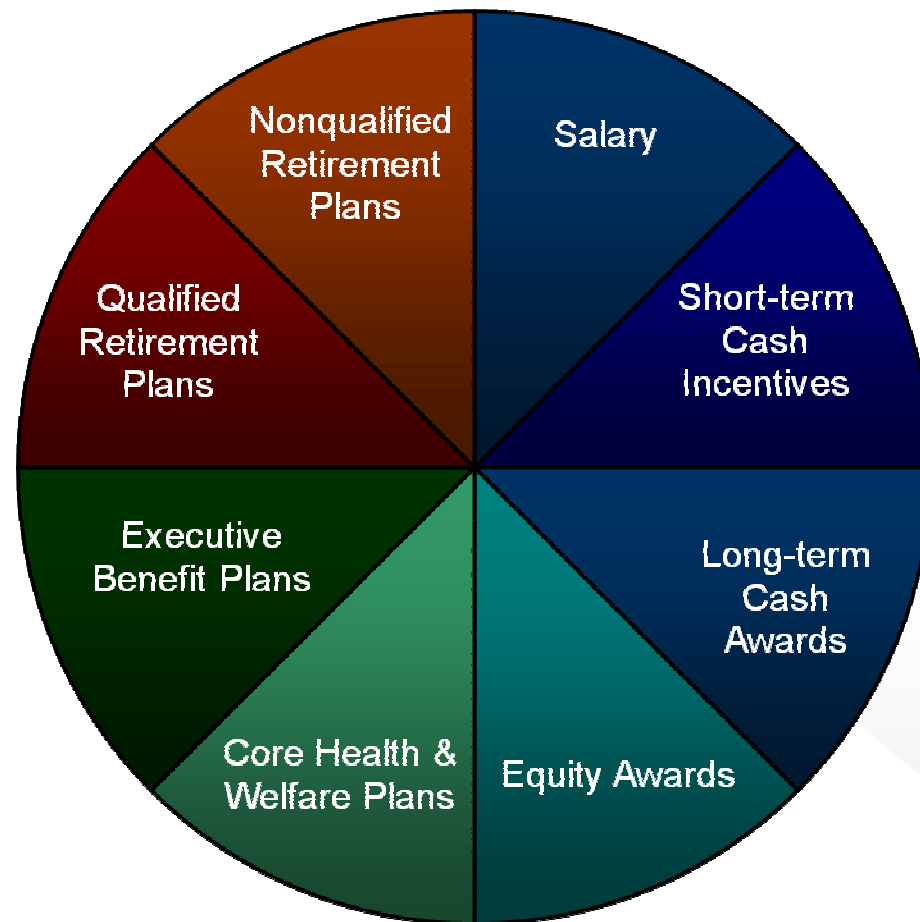 Nonqualified
Retirement
Plans
Salary
Short-term
Cash
Incentives
Long-term
Cash
Awards
Equity Awards
Core Health &
Welfare Plans
Executive
Benefit Plans
Qualified
Retirement
Plans